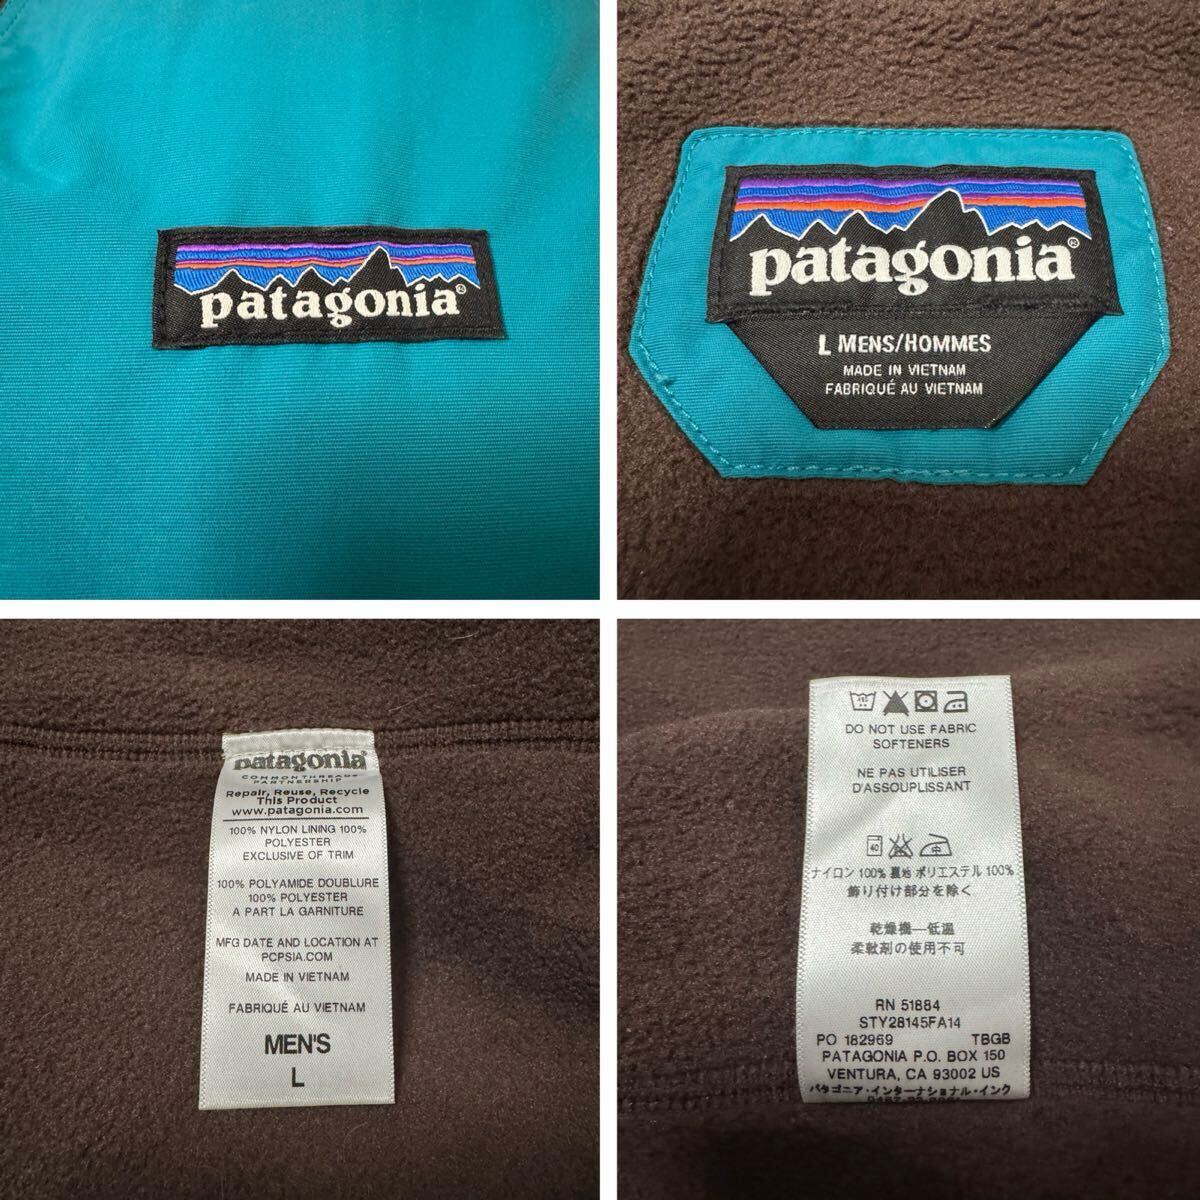 patagonia®
patagonia®
L MENS/HOMMES
MADE IN VIETNAM
FABRIQUÉ AU VIETNAM
patagonia®
COMMON THREADS
PARTNERSHIP
Repair, Reuse, Recycle
This Product
www.patagonia.com
100% NYLON LINING 100%
POLYESTER
EXCLUSIVE OF TRIM
100% POLYAMIDE DOUBLURE
100% POLYESTER
A PART LA GARNITURE
MFG DATE AND LOCATION AT
PCPSIA.COM
MADE IN VIETNAM
FABRIQUÉ AU VIETNAM
MEN'S
L
DO NOT USE FABRIC
SOFTENERS
NE PAS UTILISER
D'ASSOUPLISSANT
40 中
ナイロン 100% 裏地 ポリエステル 100%
飾り付け部分を除く
乾燥機―低温
柔軟剤の使用不可
RN 51884
STY28145FA14
PO 182969 TBGB
PATAGONIA P.O. BOX 150
VENTURA, CA 93002 US
パタゴニア・インターナショナル・インク